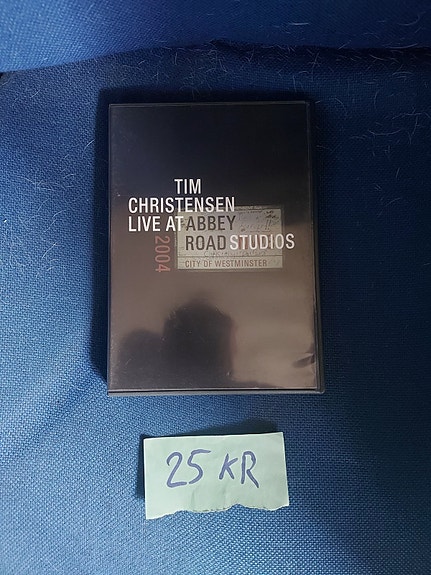 TIM
CHRISTENSEN
LIVE AT ABBEY
ROAD STUDIOS
2004
CITY OF WESTMINSTER
25 KR